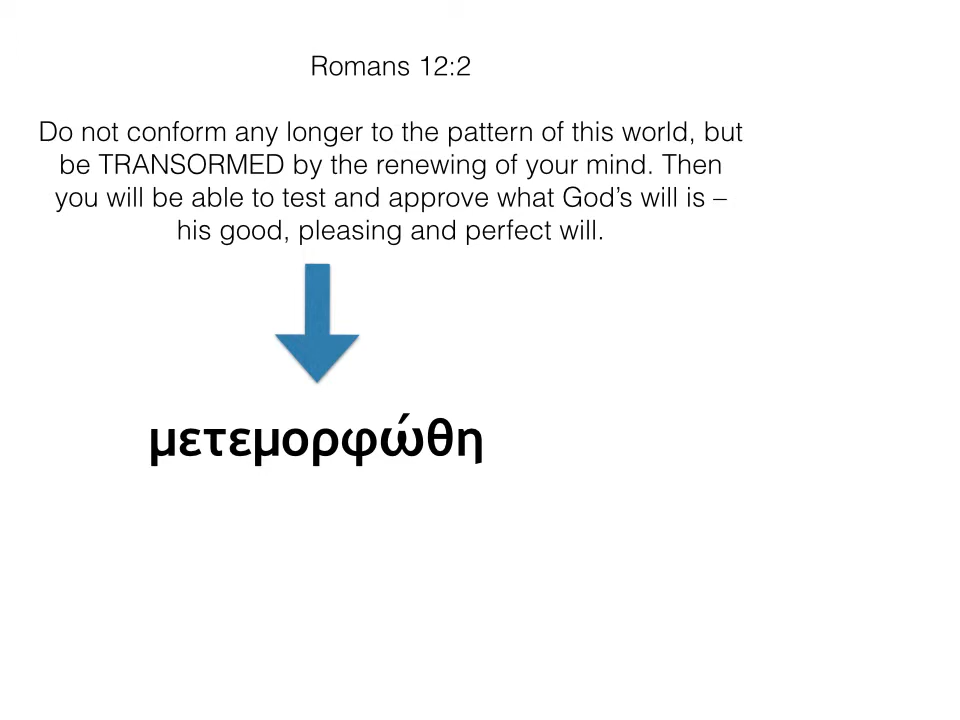 Romans 12:2
Do not conform any longer to the pattern of this world, but
be TRANSORMED by the renewing of your mind. Then
you will be able to test and approve what God’s will is –
his good, pleasing and perfect will.
μετεμορφώθη